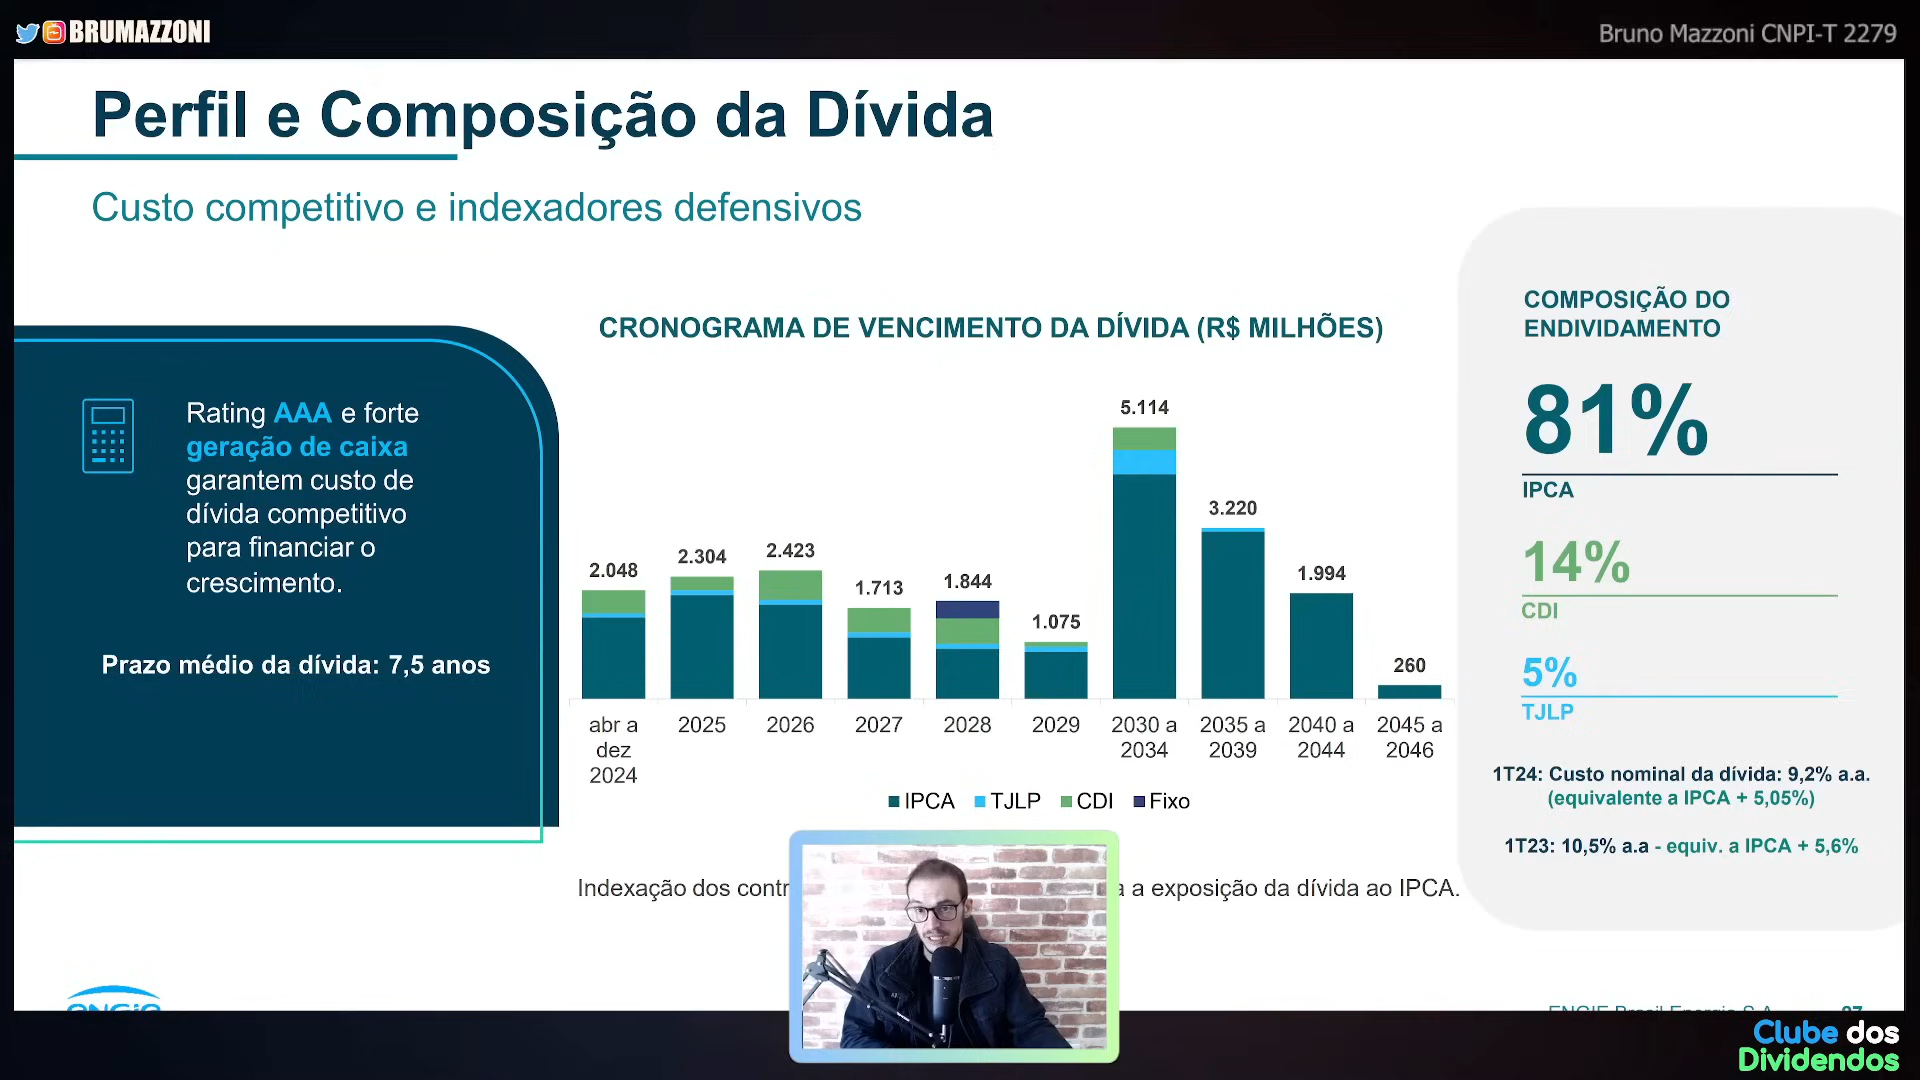 BRUMAZZONI
Bruno Mazzoni CNPI-T 2279
Perfil e Composição da Dívida
Custo competitivo e indexadores defensivos
Rating AAA e forte
geração de caixa
garantem custo de
dívida competitivo
para financiar o
crescimento.
Prazo médio da dívida: 7,5 anos
CRONOGRAMA DE VENCIMENTO DA DÍVIDA (R$ MILHÕES)
2.048
2.304
2.423
1.713
1.844
1.075
5.114
3.220
1.994
260
abr a
dez
2024
2025
2026
2027
2028
2029
2030 a
2034
2035 a
2039
2040 a
2044
2045 a
2046
IPCA TJLP CDI Fixo
Indexação dos a exposição da dívida ao IPCA.
COMPOSIÇÃO DO
ENDIVIDAMENTO
81%
IPCA
14%
CDI
5%
TJLP
1T24: Custo nominal da dívida: 9,2% a.a.
(equivalente a IPCA + 5,05%)
1T23: 10,5% a.a - equiv. a IPCA + 5,6%
ENGIE Brasil Energia S.A.
Clube dos
Dividendos